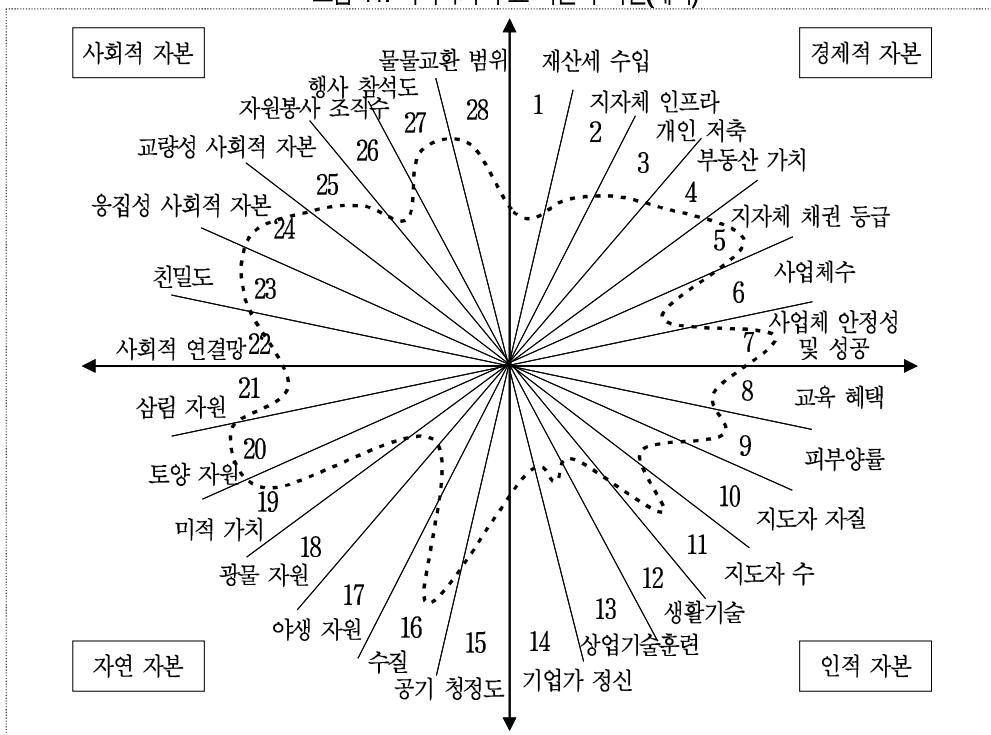 사회적 자본
경제적 자본
물물교환 범위
재산세 수입
행사 참석도
지자체 인프라
자원봉사 조직수
개인 저축
교량성 사회적 자본
부동산 가치
응집성 사회적 자본
지자체 채권 등급
친밀도
사업체수
사회적 연결망
사업체 안정성
및 성공
삼림 자원
교육 혜택
토양 자원
피부양률
미적 가치
지도자 자질
광물 자원
지도자 수
야생 자원
생활기술
수질
상업기술훈련
공기 청정도
기업가 정신
자연 자본
인적 자본
1
2
3
4
5
6
7
8
9
10
11
12
13
14
15
16
17
18
19
20
21
22
23
24
25
26
27
28